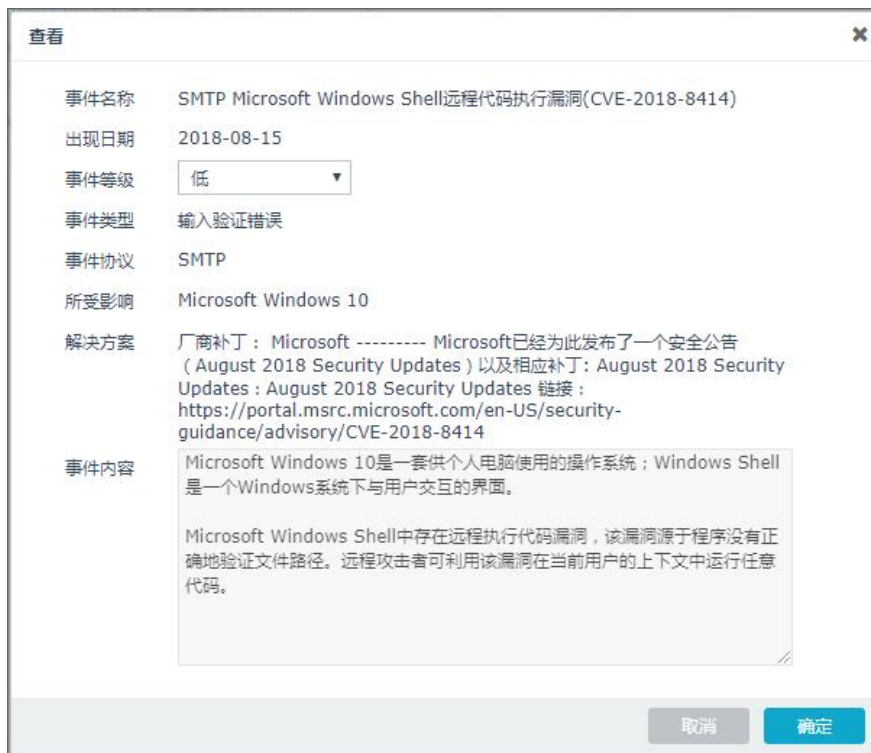 查看
事件名称 SMTP Microsoft Windows Shell远程代码执行漏洞(CVE-2018-8414)
出现日期 2018-08-15
事件等级 低
事件类型 输入验证错误
事件协议 SMTP
所受影响 Microsoft Windows 10
解决方案 厂商补丁： Microsoft --------- Microsoft已经为此发布了一个安全公告
（August 2018 Security Updates）以及相应补丁: August 2018 Security
Updates：August 2018 Security Updates 链接：
https://portal.msrc.microsoft.com/en-US/security-
guidance/advisory/CVE-2018-8414
事件内容 Microsoft Windows 10是一套供个人电脑使用的操作系统；Windows Shell
是一个Windows系统下与用户交互的界面。
Microsoft Windows Shell中存在远程执行代码漏洞，该漏洞源于程序没有正
确地验证文件路径。远程攻击者可利用该漏洞在当前用户的上下文中运行任意
代码。
取消 确定